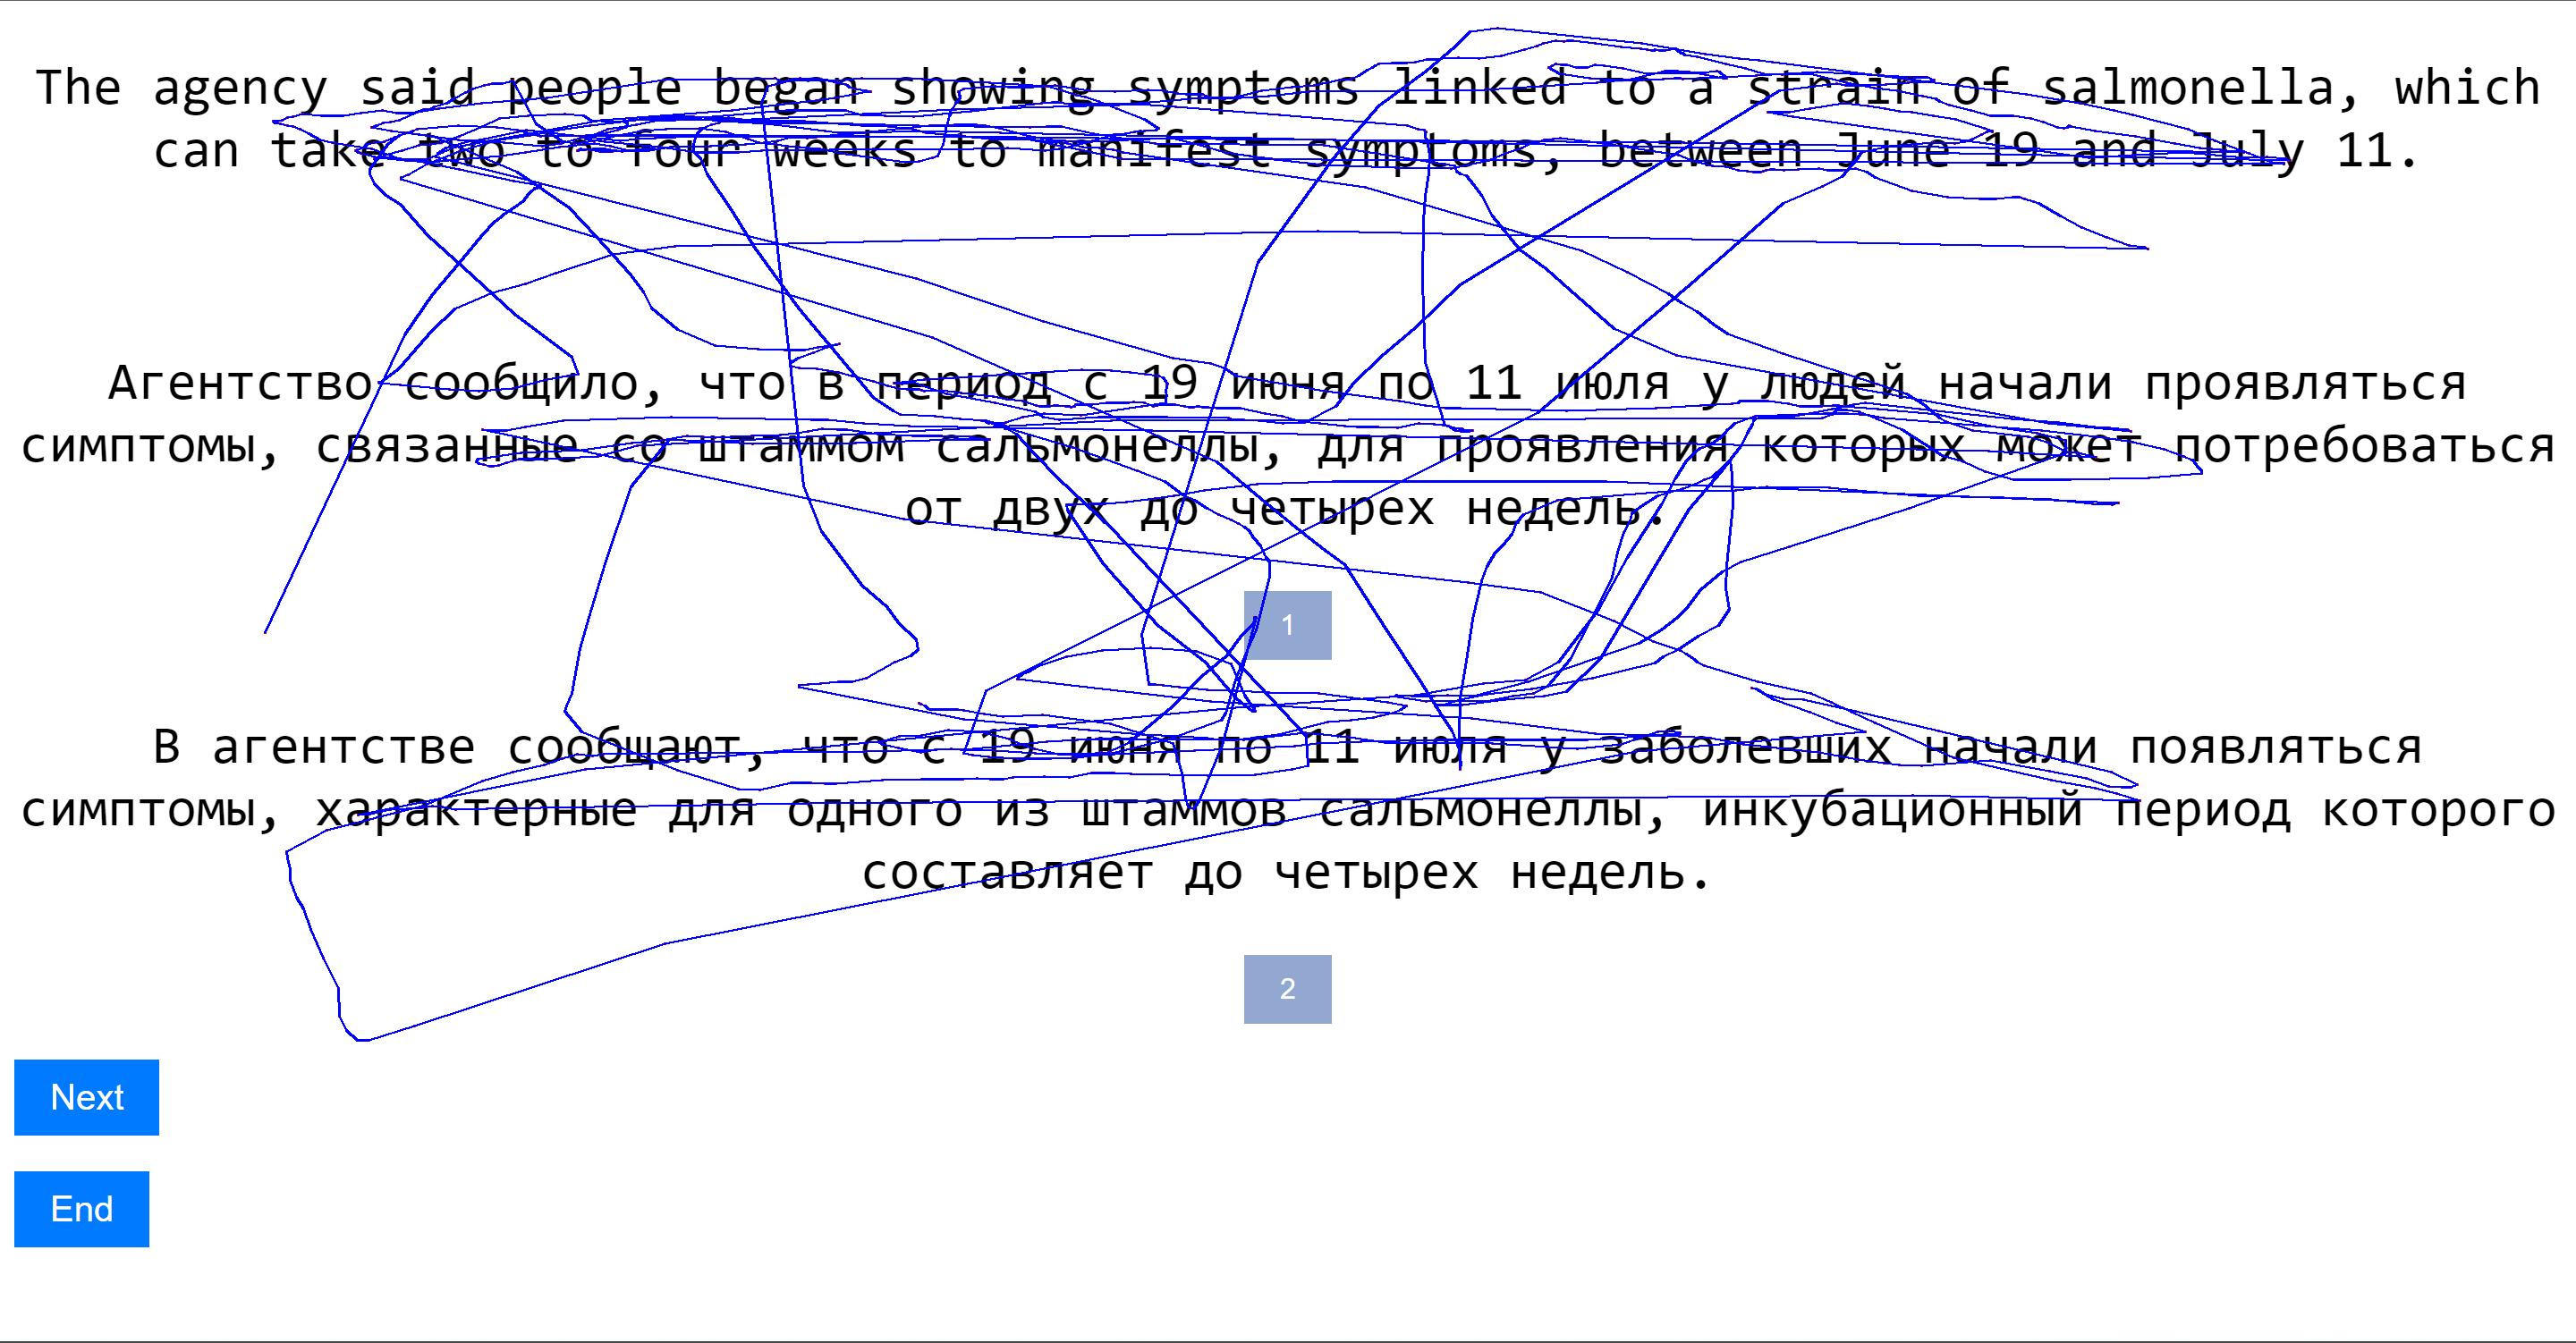 The agency said people began showing symptoms linked to a strain of salmonella, which
can take two to four weeks to manifest symptoms, between June 19 and July 11.
Агентство сообщило, что в период с 19 июня по 11 июля у людей начали проявляться
симптомы, связанные со штаммом сальмонеллы, для проявления которых может потребоваться
от двух до четырех недель.
1
В агентстве сообщают, что с 19 июня по 11 июля у заболевших начали появляться
симптомы, характерные для одного из штаммов сальмонеллы, инкубационный период которого
составляет до четырех недель.
2
Next
End